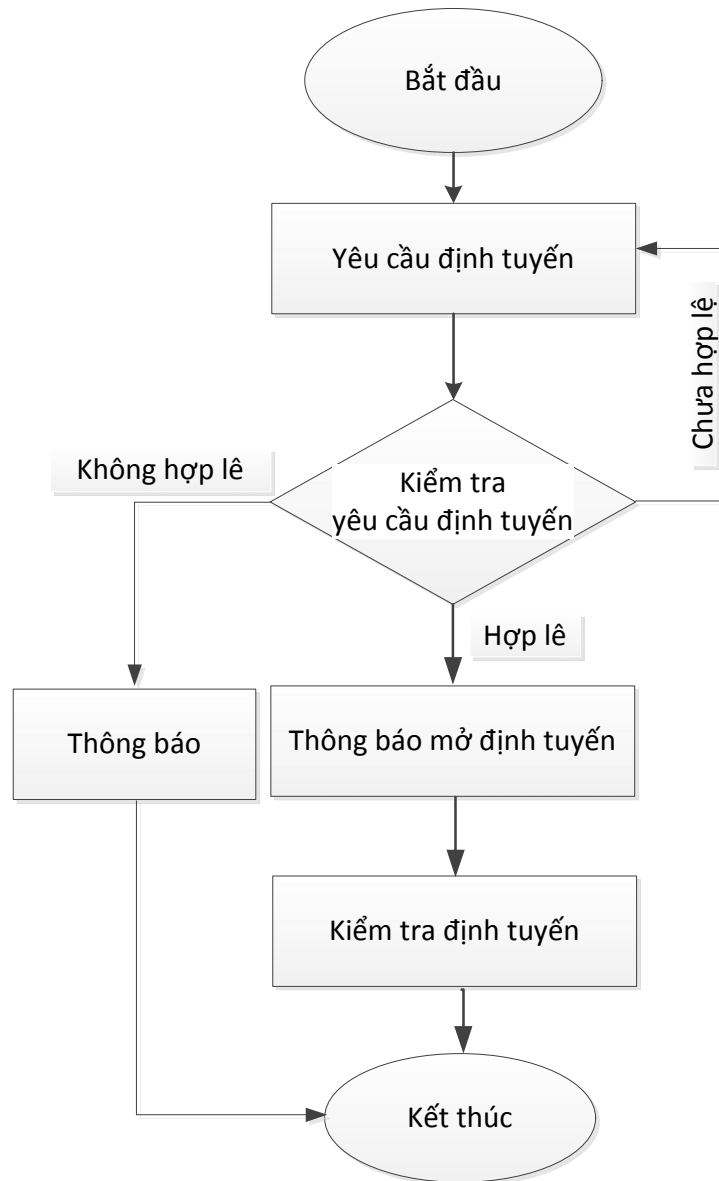 Bắt đầu
Yêu cầu định tuyến
Chưa hợp lệ
Không hợp lê
Kiểm tra
yêu cầu định tuyến
Hợp lê
Thông báo
Thông báo mở định tuyến
Kiểm tra định tuyến
Kết thúc